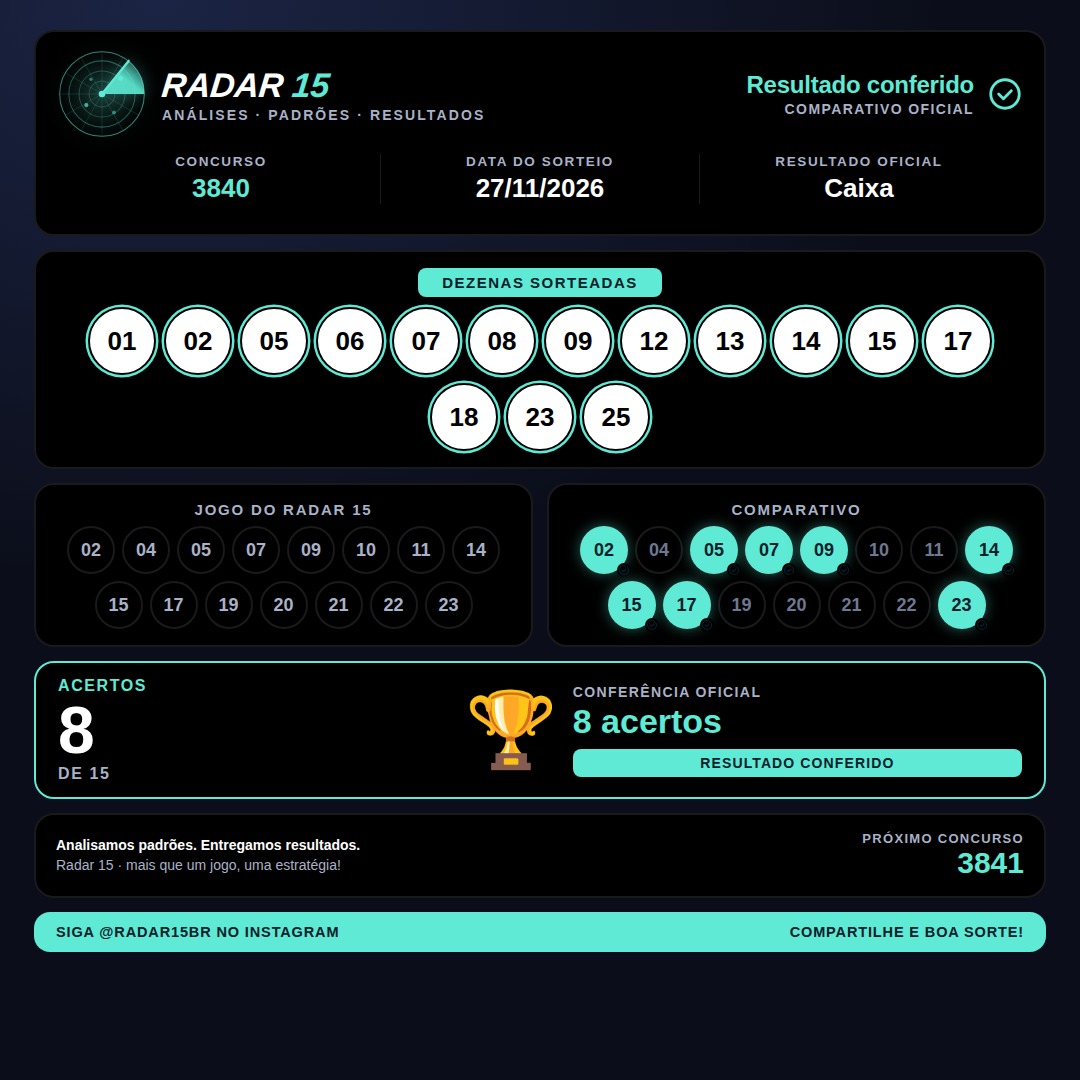 RADAR 15
ANÁLISES · PADRÕES · RESULTADOS
Resultado conferido
COMPARATIVO OFICIAL
CONCURSO
3840
DATA DO SORTEIO
27/11/2026
RESULTADO OFICIAL
Caixa
DEZENAS SORTEADAS
01 02 05 06 07 08 09 12 13 14 15 17
18 23 25
JOGO DO RADAR 15
02 04 05 07 09 10 11 14
15 17 19 20 21 22 23
COMPARATIVO
02 04 05 07 09 10 11 14
15 17 19 20 21 22 23
ACERTOS
8
DE 15
🏆
CONFERÊNCIA OFICIAL
8 acertos
RESULTADO CONFERIDO
Analisamos padrões. Entregamos resultados.
Radar 15 · mais que um jogo, uma estratégia!
PRÓXIMO CONCURSO
3841
SIGA @RADAR15BR NO INSTAGRAM
COMPARTILHE E BOA SORTE!